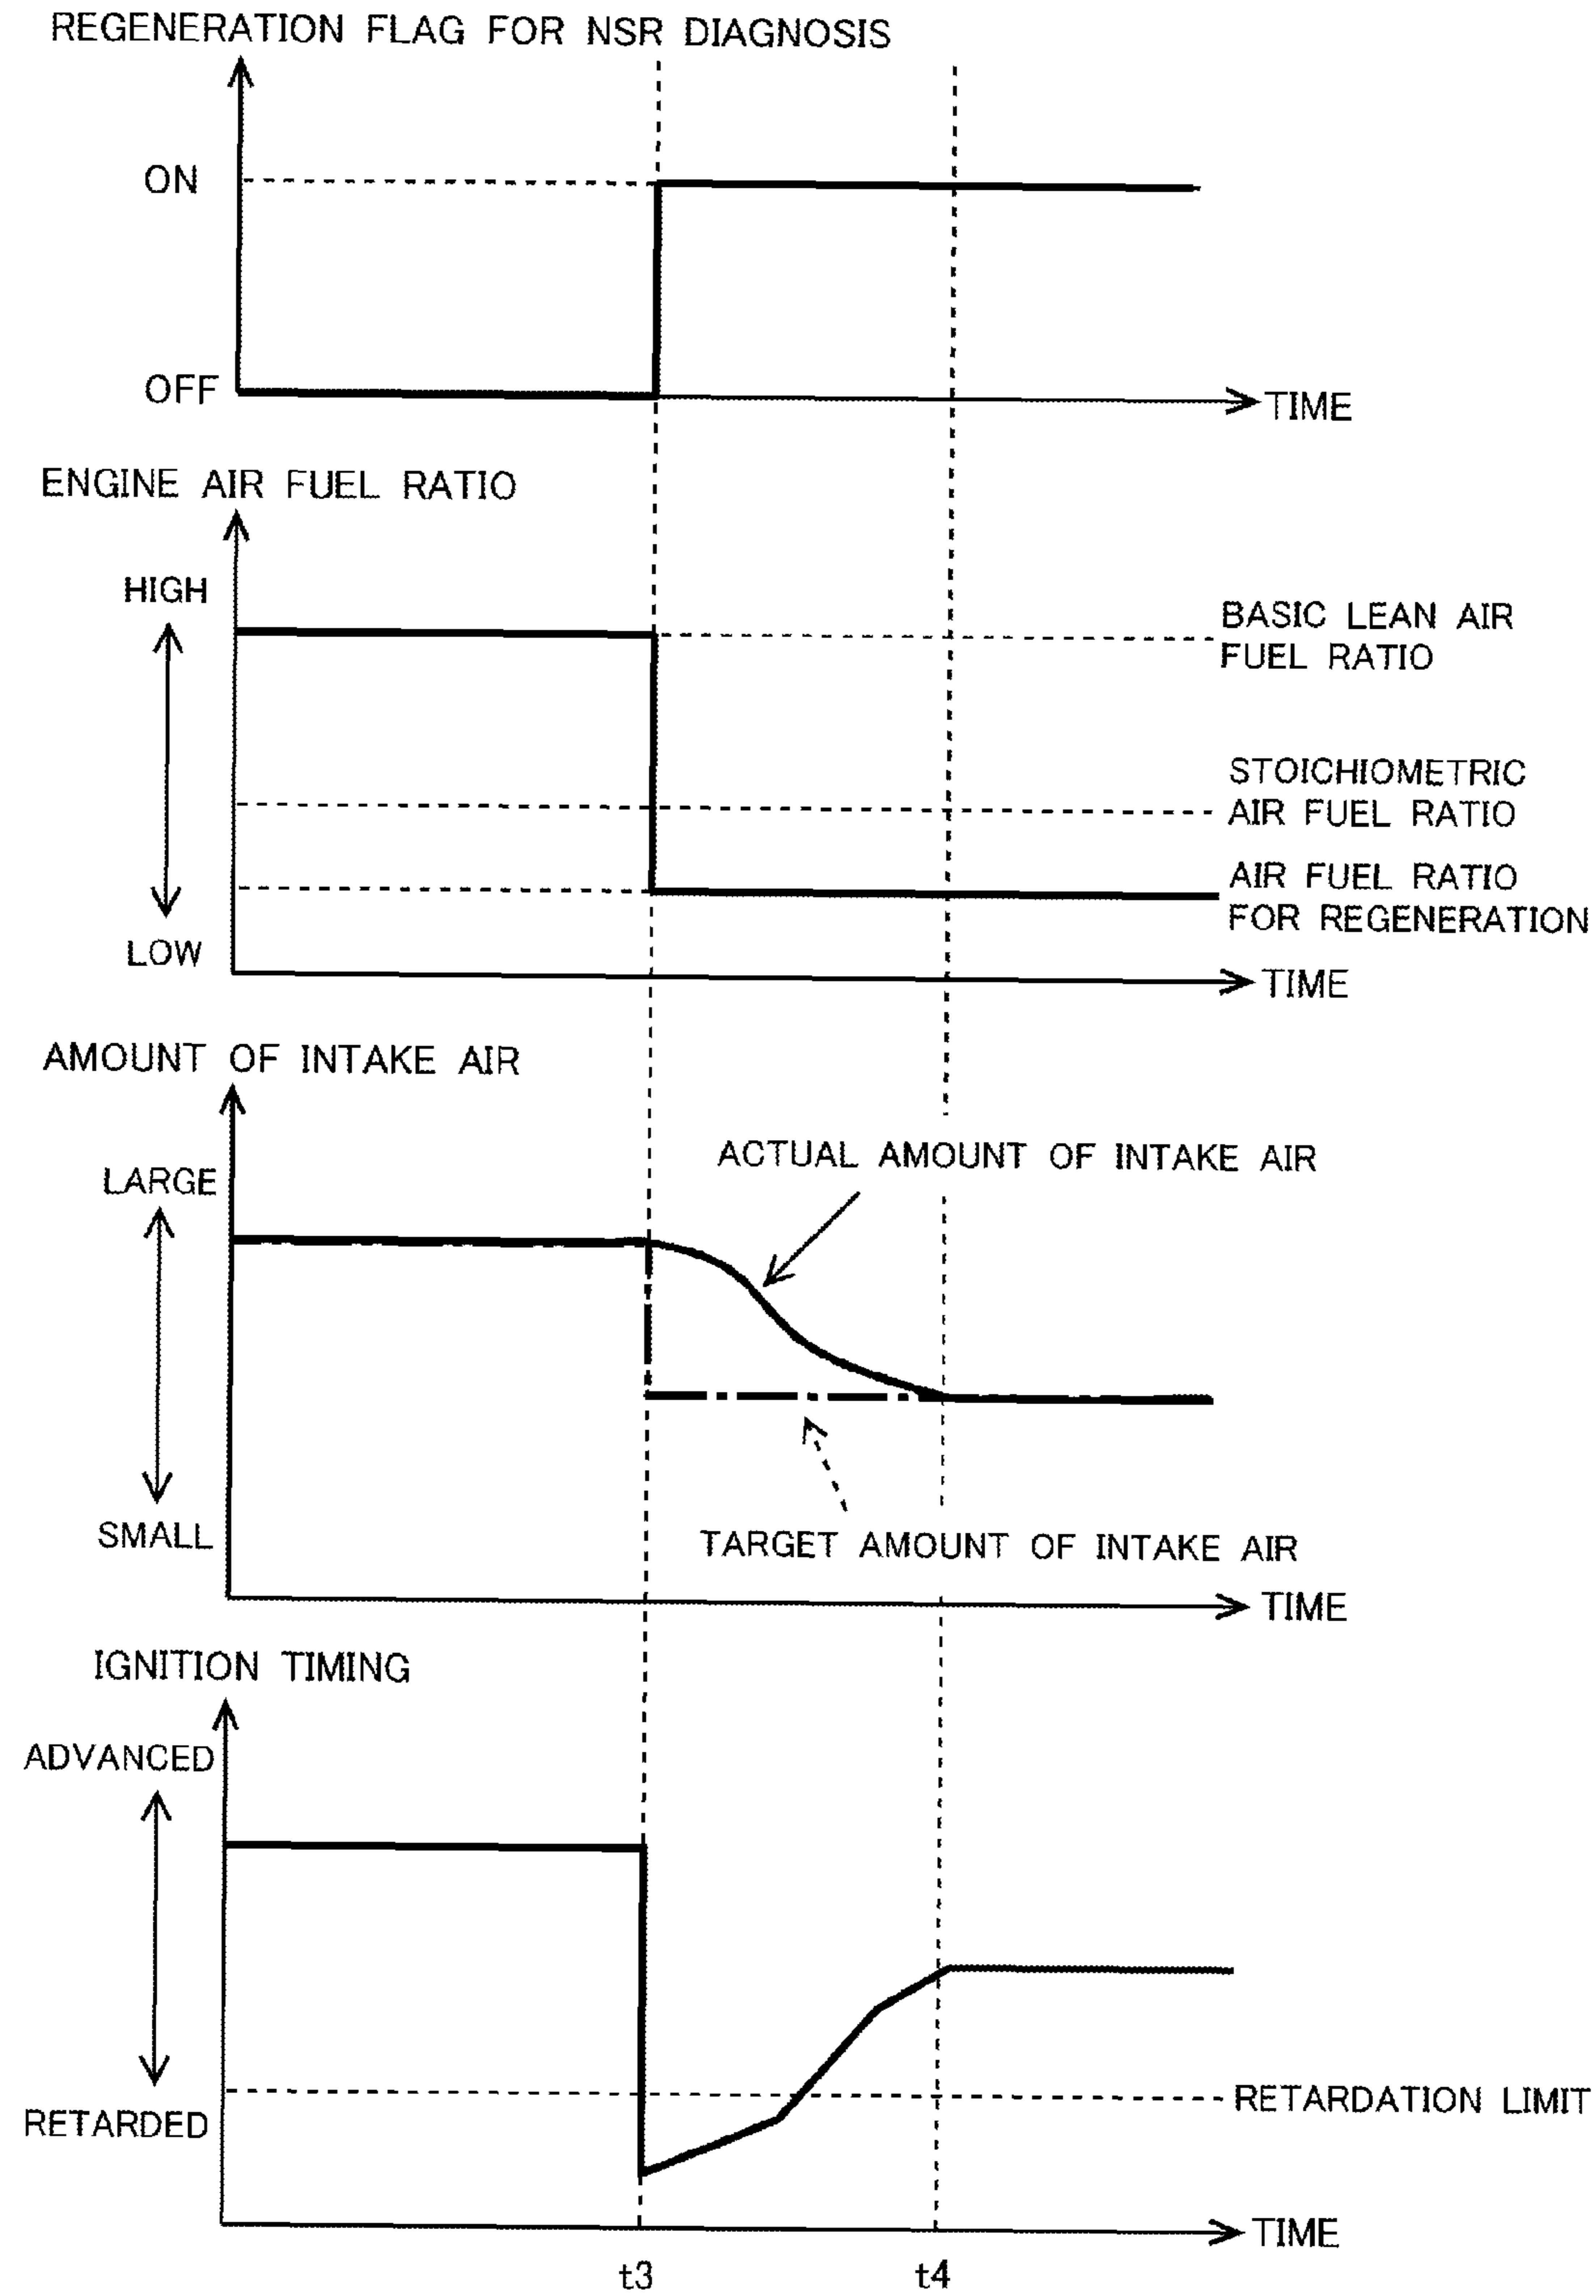 REGENERATION FLAG FOR NSR DIAGNOSIS
ON
OFF
TIME
ENGINE AIR FUEL RATIO
HIGH
BASIC LEAN AIR
FUEL RATIO
STOICHIOMETRIC
AIR FUEL RATIO
AIR FUEL RATIO
FOR REGENERATION
LOW
TIME
AMOUNT OF INTAKE AIR
ACTUAL AMOUNT OF INTAKE AIR
LARGE
SMALL
TARGET AMOUNT OF INTAKE AIR
TIME
IGNITION TIMING
ADVANCED
RETARDATION LIMIT
RETARDED
TIME
t3
t4